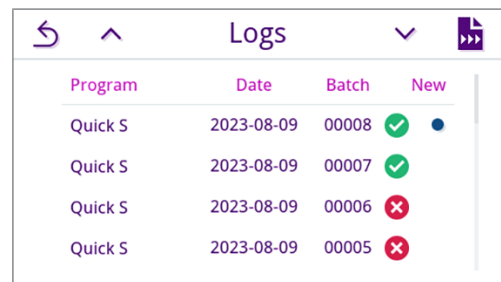 Logs
Program Date Batch New
Quick S 2023-08-09 00008
Quick S 2023-08-09 00007
Quick S 2023-08-09 00006
Quick S 2023-08-09 00005